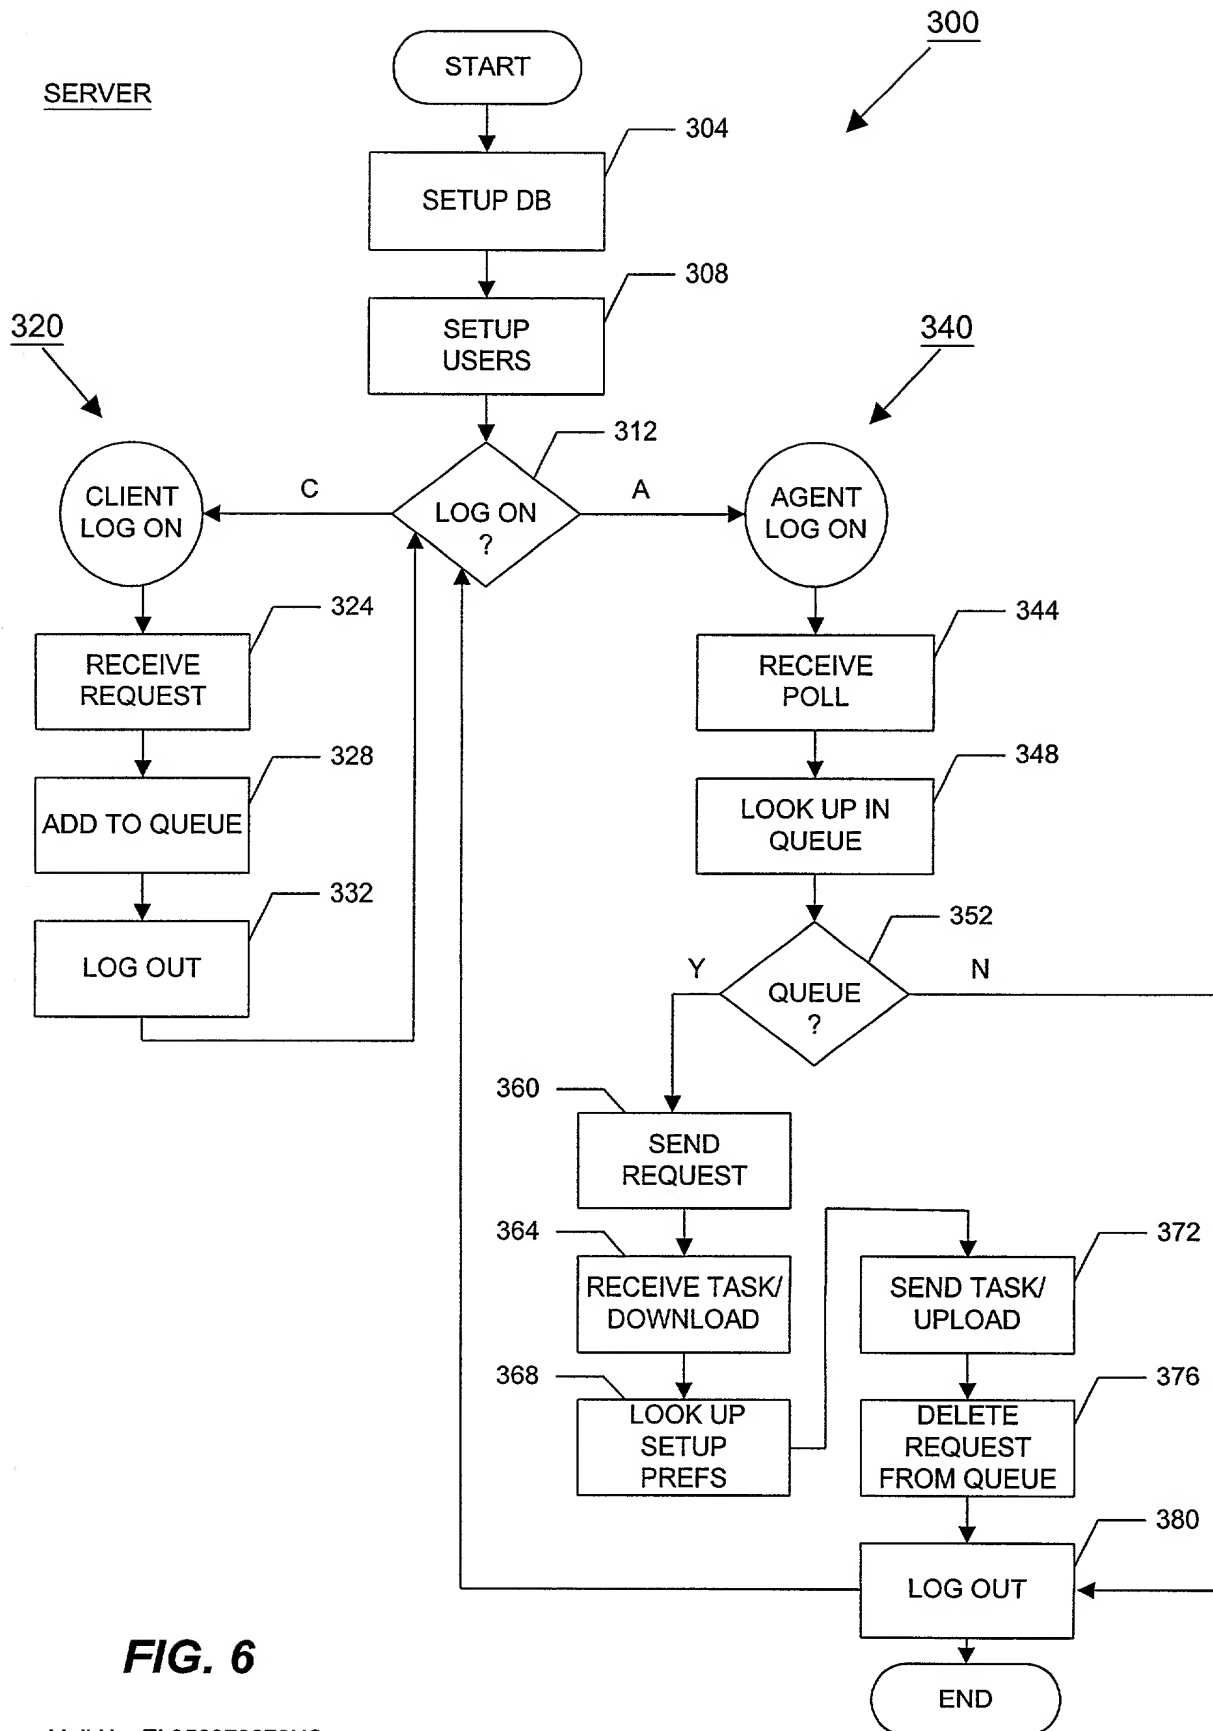 300
SERVER
START
304
SETUP DB
308
SETUP
USERS
320
340
312
CLIENT
LOG ON
C
LOG ON
?
A
AGENT
LOG ON
324
RECEIVE
REQUEST
344
RECEIVE
POLL
328
ADD TO QUEUE
348
LOOK UP IN
QUEUE
332
LOG OUT
352
Y
QUEUE
?
N
360
SEND
REQUEST
364
RECEIVE TASK/
DOWNLOAD
372
SEND TASK/
UPLOAD
368
LOOK UP
SETUP
PREFS
376
DELETE
REQUEST
FROM QUEUE
380
LOG OUT
FIG. 6
END